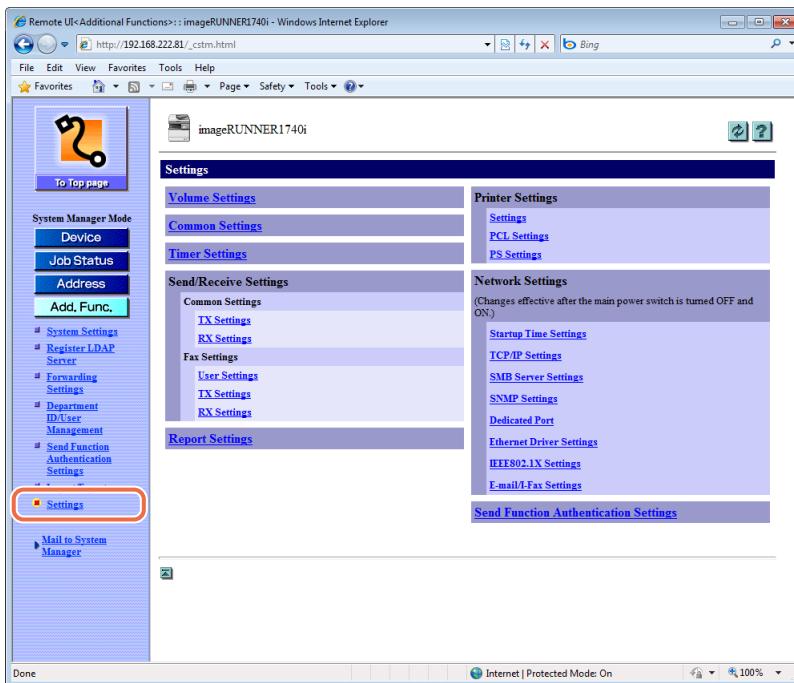 Remote UI<Additional Functions>: : imageRUNNER1740i - Windows Internet Explorer
http://192.168.222.81/_cstm.html
Bing
File Edit View Favorites Tools Help
Favorites Page Safety Tools
To Top page
System Manager Mode
Device
Job Status
Address
Add. Func.
System Settings
Register LDAP
Server
Forwarding
Settings
Department
ID/User
Management
Send Function
Authentication
Settings
Settings
Mail to System
Manager
imageRUNNER1740i
Settings
Volume Settings
Common Settings
Timer Settings
Send/Receive Settings
Common Settings
TX Settings
RX Settings
Fax Settings
User Settings
TX Settings
RX Settings
Report Settings
Printer Settings
Settings
PCL Settings
PS Settings
Network Settings
(Changes effective after the main power switch is turned OFF and
ON.)
Startup Time Settings
TCP/IP Settings
SMB Server Settings
SNMP Settings
Dedicated Port
Ethernet Driver Settings
IEEE802.1X Settings
E-mail/I-Fax Settings
Send Function Authentication Settings
Done
Internet | Protected Mode: On
100%